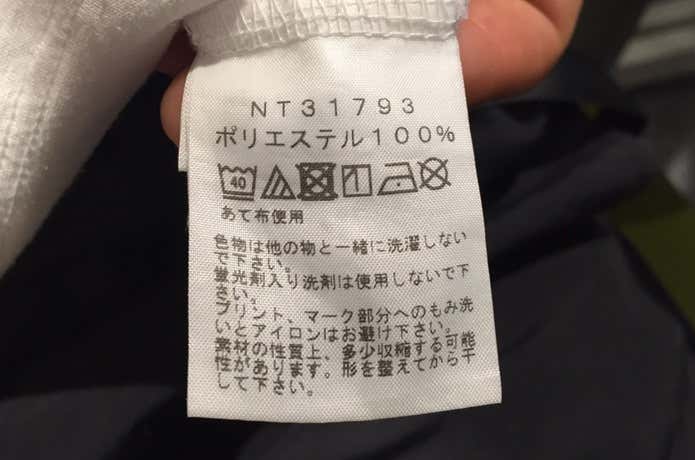 NT31793
ポリエステル100%
40
あて布使用
色物は他の物と一緒に洗濯しない
で下さい。
蛍光剤入り洗剤は使用しないで下
さい。
プリント、マーク部分へのもみ洗
いとアイロンはお避け下さい。
素材の性質上、多少収縮する可能
性があります。形を整えてから干
して下さい。